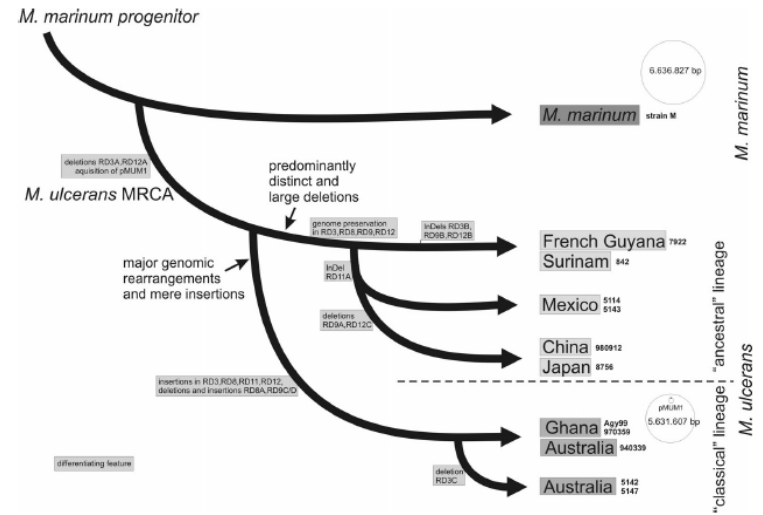 M. marinum progenitor
6.636.827 bp
M. marinum strain M
M. marinum
deletions RD3A,RD12A
aquisition of pMUM1
M. ulcerans MRCA
predominantly
distinct and
large deletions
genome preservation
in RD3,RD8,RD9,RD12
InDels RD3B,
RD9B,RD12B
French Guyana 7922
Surinam 842
major genomic
rearrangements
and mere insertions
InDel
RD11A
Mexico 5114
5143
deletions
RD9A,RD12C
China 980912
Japan 8756
"ancestral" lineage
insertions in RD3,RD8,RD11,RD12,
deletions and insertions RD8A,RD9C/D
pMUM1
5.631.607 bp
Ghana Agy99
970359
Australia 940339
deletion
RD3C
Australia 5142
5147
"classical" lineage
M. ulcerans
differentiating feature